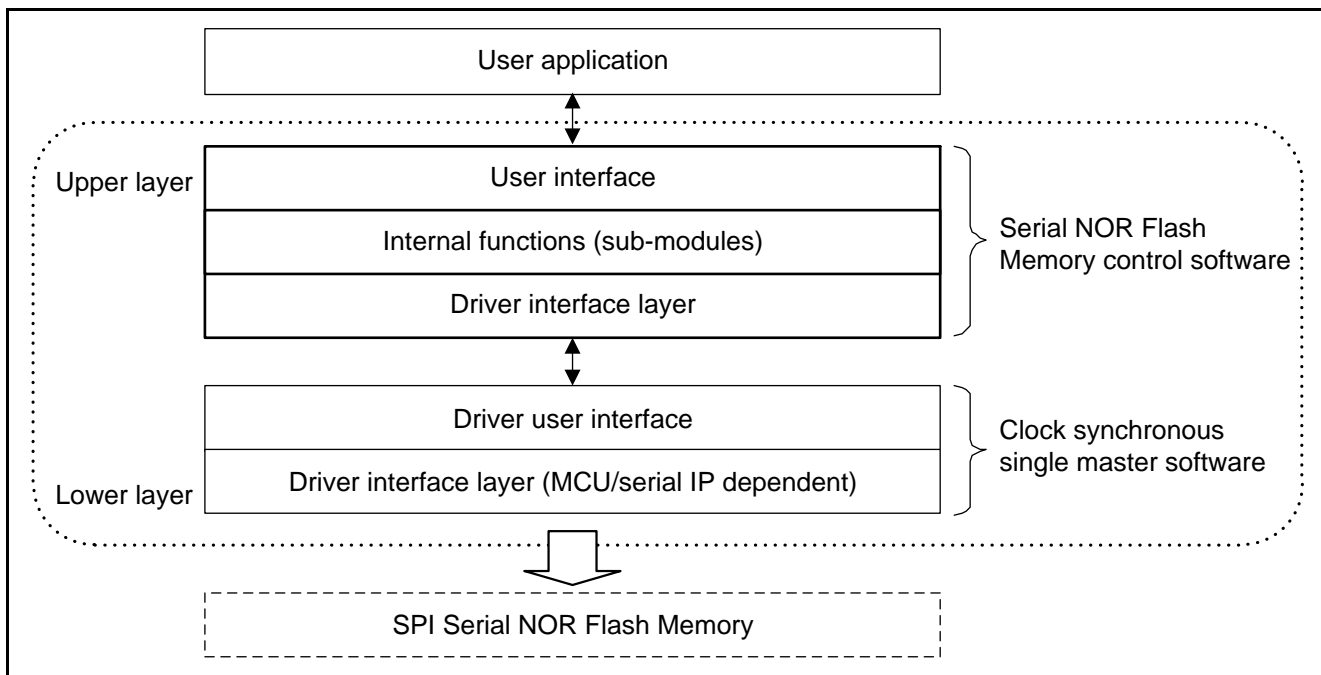 User application
Upper layer
User interface
Internal functions (sub-modules)
Driver interface layer
Serial NOR Flash
Memory control software
Driver user interface
Driver interface layer (MCU/serial IP dependent)
Lower layer
Clock synchronous
single master software
SPI Serial NOR Flash Memory